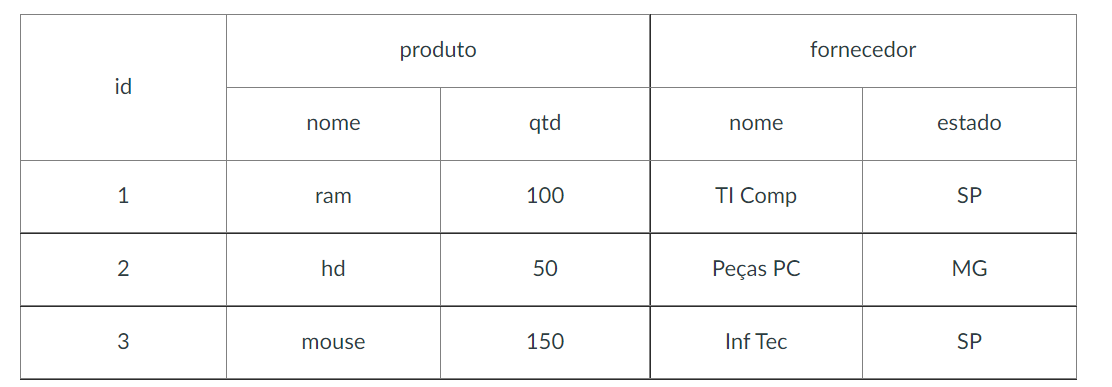 id produto fornecedor
nome qtd nome estado
1 ram 100 TI Comp SP
2 hd 50 Peças PC MG
3 mouse 150 Inf Tec SP